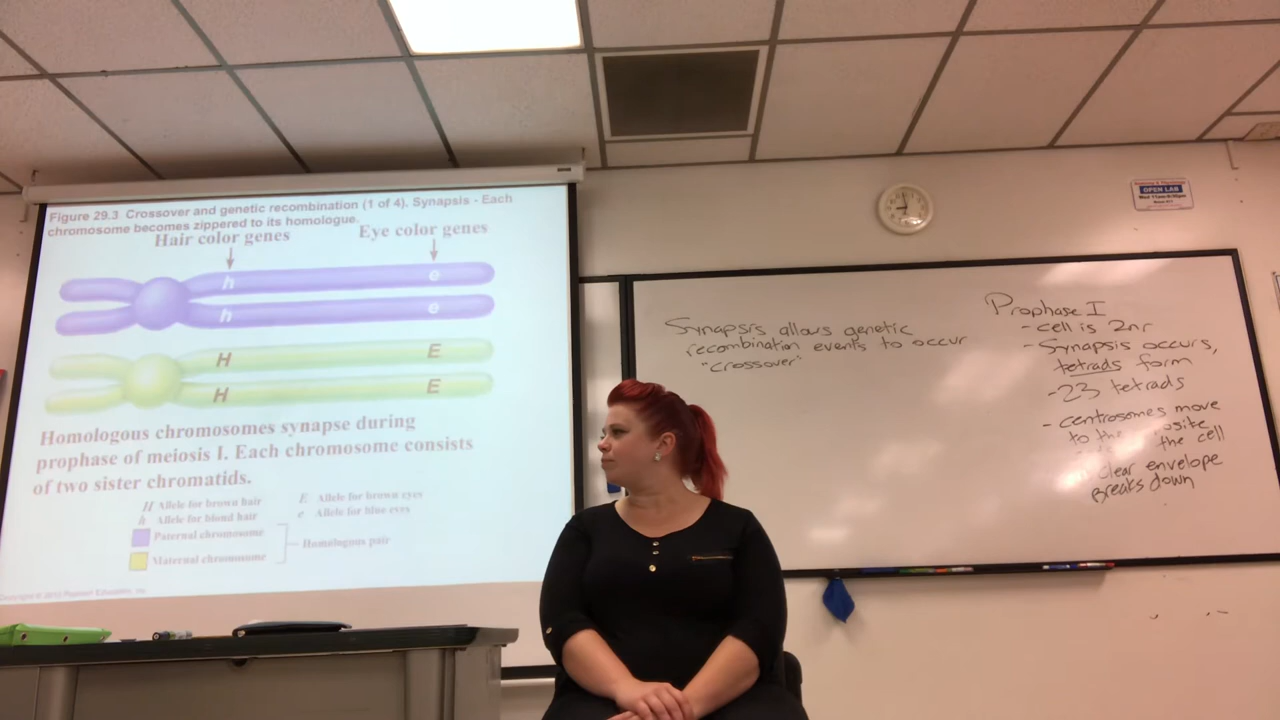 Figure 29.3 Crossover and genetic recombination (1 of 4). Synapsis - Each
chromosome becomes zippered to its homologue.
Hair color genes
Eye color genes
h
e
h
e
H
E
H
E
Homologous chromosomes synapse during
prophase of meiosis I. Each chromosome consists
of two sister chromatids.
H Allele for brown hair
h Allele for blond hair
E Allele for brown eyes
e Allele for blue eyes
Paternal chromosome
Maternal chromosome
Homologous pair
Synapsis allows genetic
recombination events to occur
"crossover"
Prophase I
- cell is 2n
- Synapsis occurs,
tetrads form
- 23 tetrads
- centrosomes move
to the
the cell
clear envelope
Breaks down
OPEN LAB